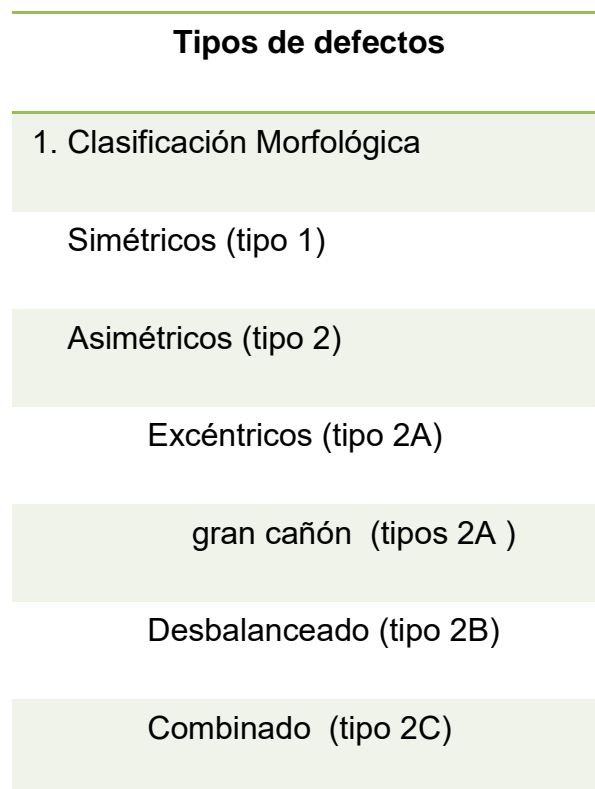 Tipos de defectos
1. Clasificación Morfológica
Simétricos (tipo 1)
Asimétricos (tipo 2)
Excéntricos (tipo 2A)
gran cañón  (tipos 2A )
Desbalanceado (tipo 2B)
Combinado  (tipo 2C)